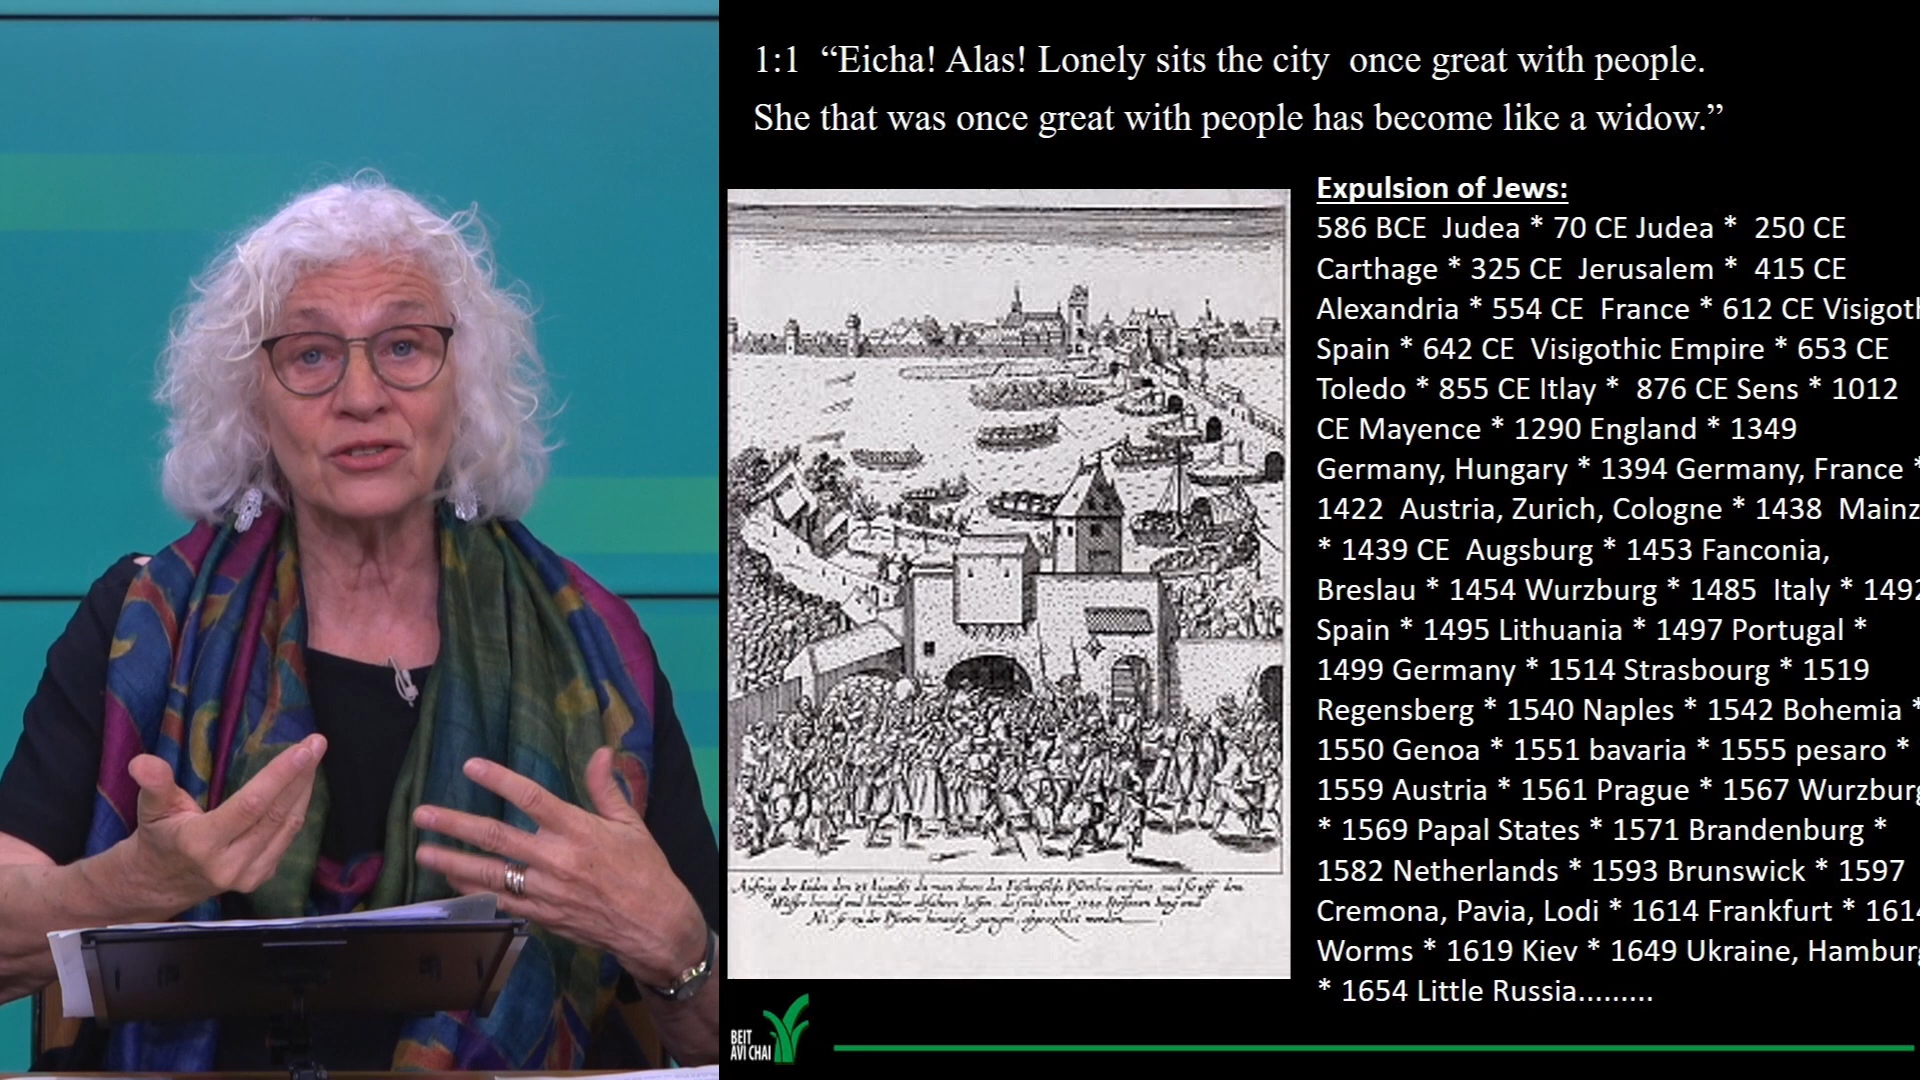 1:1 “Eicha! Alas! Lonely sits the city once great with people.
She that was once great with people has become like a widow.”
Expulsion of Jews:
586 BCE Judea * 70 CE Judea * 250 CE
Carthage * 325 CE Jerusalem * 415 CE
Alexandria * 554 CE France * 612 CE Visigoth
Spain * 642 CE Visigothic Empire * 653 CE
Toledo * 855 CE Itlay * 876 CE Sens * 1012
CE Mayence * 1290 England * 1349
Germany, Hungary * 1394 Germany, France *
1422 Austria, Zurich, Cologne * 1438 Mainz
* 1439 CE Augsburg * 1453 Fanconia,
Breslau * 1454 Wurzburg * 1485 Italy * 1492
Spain * 1495 Lithuania * 1497 Portugal *
1499 Germany * 1514 Strasbourg * 1519
Regensberg * 1540 Naples * 1542 Bohemia *
1550 Genoa * 1551 bavaria * 1555 pesaro *
1559 Austria * 1561 Prague * 1567 Wurzburg
* 1569 Papal States * 1571 Brandenburg *
1582 Netherlands * 1593 Brunswick * 1597
Cremona, Pavia, Lodi * 1614 Frankfurt * 1614
Worms * 1619 Kiev * 1649 Ukraine, Hamburg
* 1654 Little Russia.........
BEIT
AVI CHAI